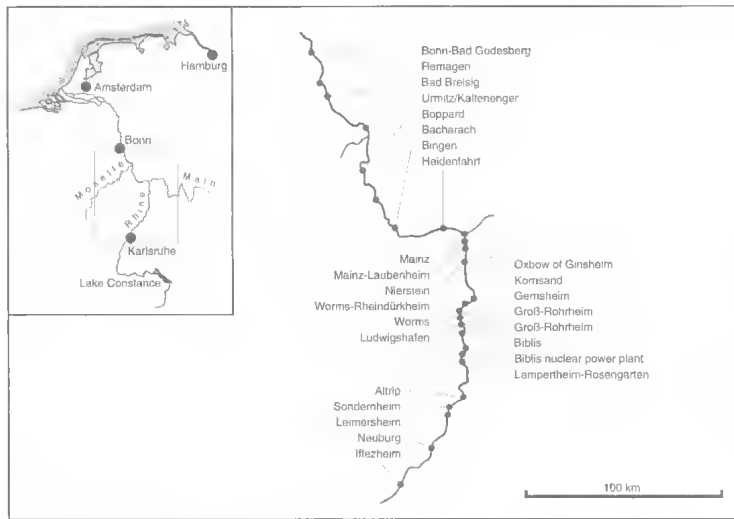 Hamburg
Amsterdam
Bonn
Moselle
Main
Rhine
Karlsruhe
Lake Constance
Bonn-Bad Godesberg
Remagen
Bad Breisig
Urmitz/Kaltenenger
Boppard
Bacharach
Bingen
Heidenfahrt
Mainz
Mainz-Laubenheim
Nierstein
Worms-Rheindürkheim
Worms
Ludwigshafen
Oxbow of Ginsheim
Kornsand
Gernsheim
Groß-Rohrheim
Groß-Rohrheim
Biblis
Biblis nuclear power plant
Lampertheim-Rosengarten
Altrip
Sondernheim
Leimersheim
Neuburg
Iffezheim
100 km